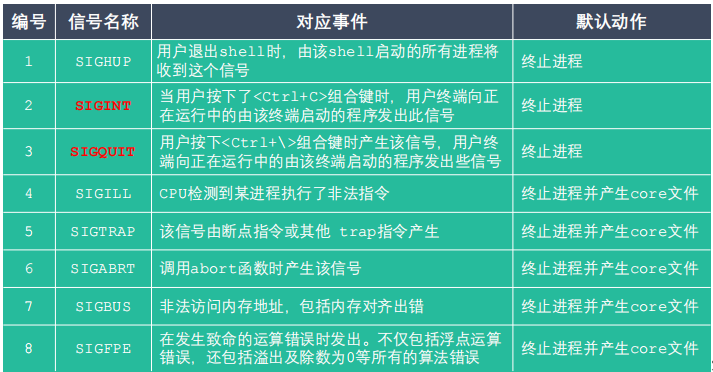 编号 信号名称 对应事件 默认动作
1 SIGHUP 用户退出shell时，由该shell启动的所有进程将
收到这个信号 终止进程
2 SIGINT 当用户按下了<Ctrl+C>组合键时，用户终端向正
在运行中的由该终端启动的程序发出此信号 终止进程
3 SIGQUIT 用户按下<Ctrl+\>组合键时产生该信号，用户终
端向正在运行中的由该终端启动的程序发出些信号 终止进程
4 SIGILL CPU检测到某进程执行了非法指令 终止进程并产生core文件
5 SIGTRAP 该信号由断点指令或其他 trap指令产生 终止进程并产生core文件
6 SIGABRT 调用abort函数时产生该信号 终止进程并产生core文件
7 SIGBUS 非法访问内存地址，包括内存对齐出错 终止进程并产生core文件
8 SIGFPE 在发生致命的运算错误时发出。不仅包括浮点运算
错误，还包括溢出及除数为0等所有的算法错误 终止进程并产生core文件